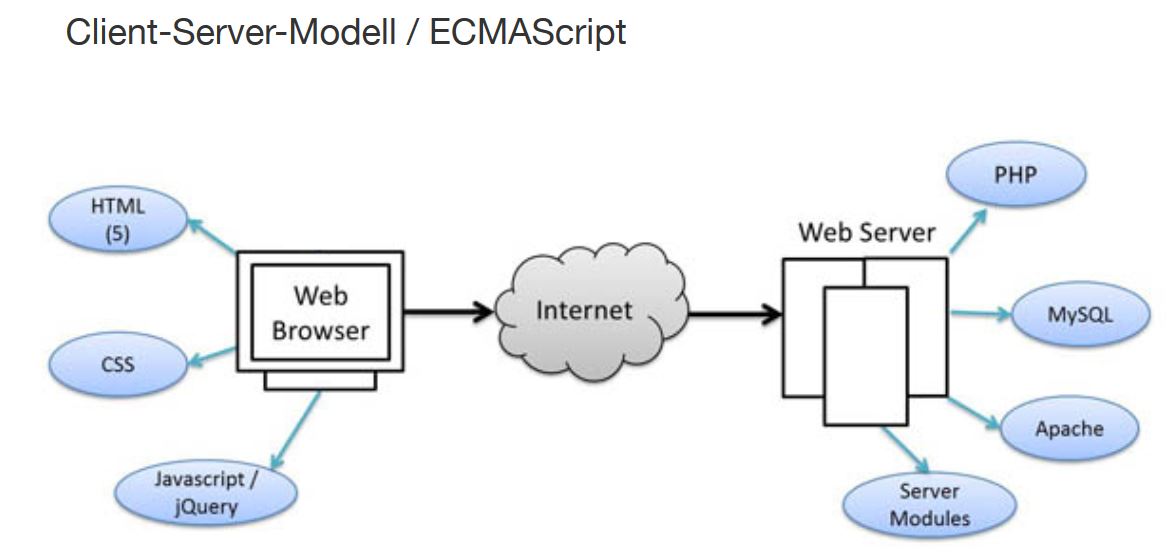 Client-Server-Modell / ECMAScript
HTML
(5)
CSS
Javascript /
jQuery
Web
Browser
Internet
Web Server
PHP
MySQL
Apache
Server
Modules